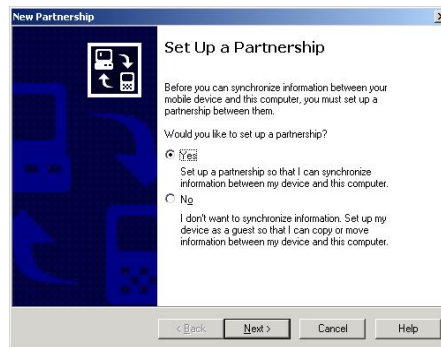 New Partnership
Set Up a Partnership
Before you can synchronize information between your
mobile device and this computer, you must set up a
partnership between them.
Would you like to set up a partnership?
Yes
Set up a partnership so that I can synchronize
information between my device and this computer.
No
I don't want to synchronize information. Set up my
device as a guest so that I can copy or move
information between my device and this computer.
< Back
Next >
Cancel
Help